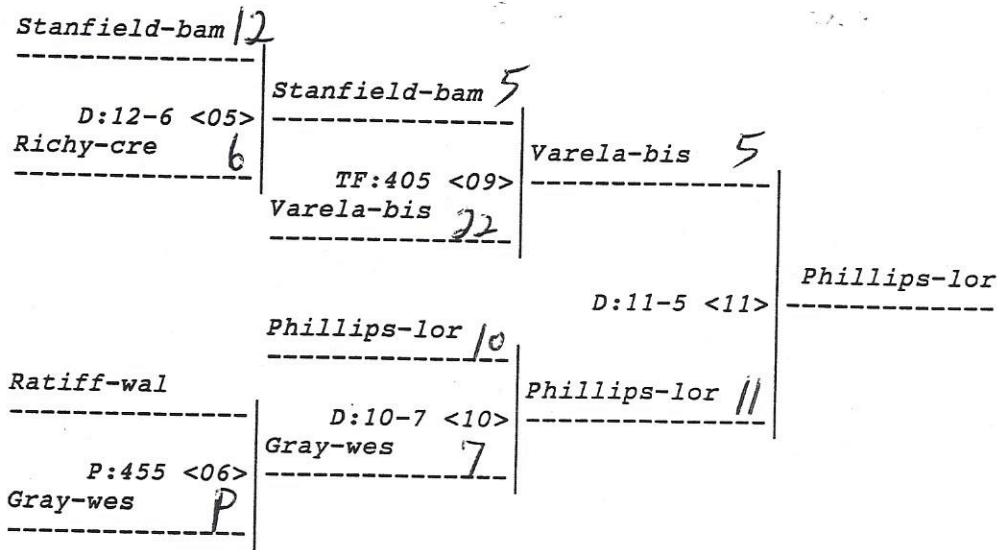 Stanfield-bam 12
Stanfield-bam 5
D:12-6 <05>
Richy-cre 6
Varela-bis 5
TF:405 <09>
Varela-bis 22
Phillips-lor
D:11-5 <11>
Phillips-lor 10
Ratiff-wal
Phillips-lor 11
D:10-7 <10>
Gray-wes 7
P:455 <06>
Gray-wes P